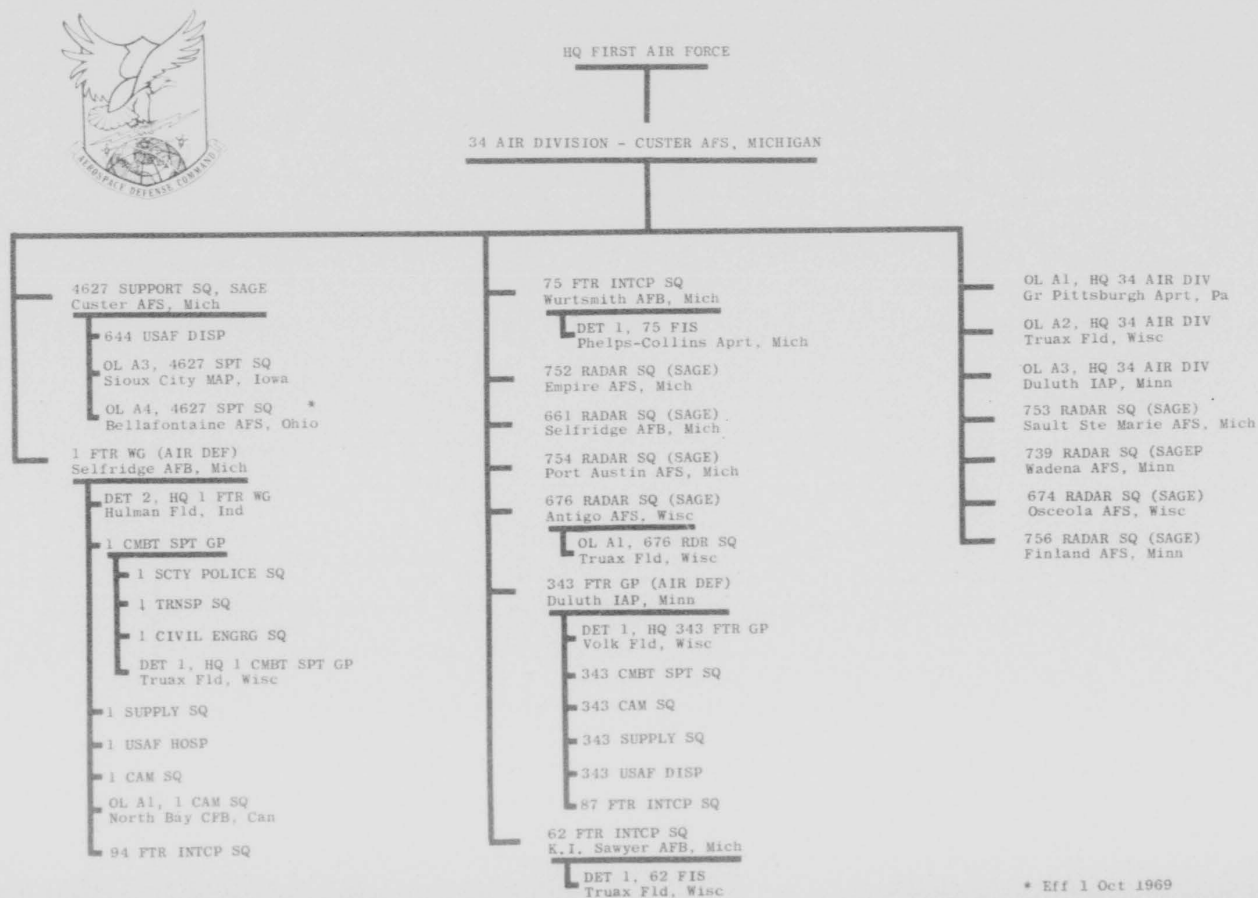 AEROSPACE DEFENSE COMMAND
HQ FIRST AIR FORCE
34 AIR DIVISION - CUSTER AFS, MICHIGAN
4627 SUPPORT SQ, SAGE
Custer AFS, Mich
644 USAF DISP
OL A3, 4627 SPT SQ
Sioux City MAP, Iowa
OL A4, 4627 SPT SQ *
Bellafontaine AFS, Ohio
1 FTR WG (AIR DEF)
Selfridge AFB, Mich
DET 2, HQ 1 FTR WG
Hulman Fld, Ind
1 CMBT SPT GP
1 SCTY POLICE SQ
1 TRNSP SQ
1 CIVIL ENGRG SQ
DET 1, HQ 1 CMBT SPT GP
Truax Fld, Wisc
1 SUPPLY SQ
1 USAF HOSP
1 CAM SQ
OL A1, 1 CAM SQ
North Bay CFB, Can
94 FTR INTCP SQ
75 FTR INTCP SQ
Wurtsmith AFB, Mich
DET 1, 75 FIS
Phelps-Collins Aprt, Mich
752 RADAR SQ (SAGE)
Empire AFS, Mich
661 RADAR SQ (SAGE)
Selfridge AFB, Mich
754 RADAR SQ (SAGE)
Port Austin AFS, Mich
676 RADAR SQ (SAGE)
Antigo AFS, Wisc
OL A1, 676 RDR SQ
Truax Fld, Wisc
343 FTR GP (AIR DEF)
Duluth IAP, Minn
DET 1, HQ 343 FTR GP
Volk Fld, Wisc
343 CMBT SPT SQ
343 CAM SQ
343 SUPPLY SQ
343 USAF DISP
87 FTR INTCP SQ
62 FTR INTCP SQ
K.I. Sawyer AFB, Mich
DET 1, 62 FIS
Truax Fld, Wisc
OL A1, HQ 34 AIR DIV
Gr Pittsburgh Aprt, Pa
OL A2, HQ 34 AIR DIV
Truax Fld, Wisc
OL A3, HQ 34 AIR DIV
Duluth IAP, Minn
753 RADAR SQ (SAGE)
Sault Ste Marie AFS, Mich
739 RADAR SQ (SAGEP
Wadena AFS, Minn
674 RADAR SQ (SAGE)
Osceola AFS, Wisc
756 RADAR SQ (SAGE)
Finland AFS, Minn
* Eff 1 Oct 1969